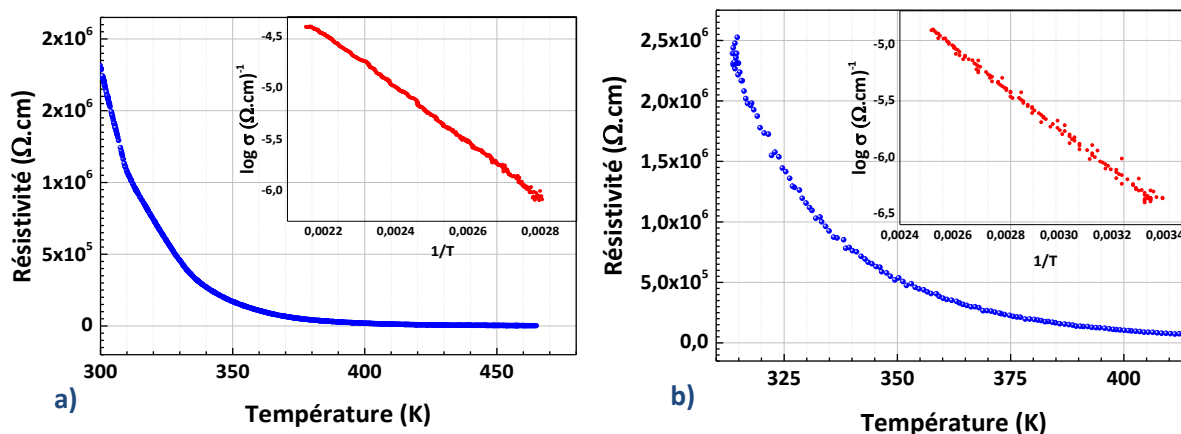 2x10⁶
2x10⁶
1x10⁶
5x10⁵
0
Résistivité (Ω.cm)
300
350
400
450
Température (K)
a)
-4,5
-5,0
-5,5
-6,0
log σ (Ω.cm)⁻¹
0,0022
0,0024
0,0026
0,0028
1/T
2,5x10⁶
2,0x10⁶
1,5x10⁶
1,0x10⁶
5,0x10⁵
0,0
Résistivité (Ω.cm)
325
350
375
400
Température (K)
b)
-5,0
-5,5
-6,0
-6,5
log σ (Ω.cm)⁻¹
0,0024
0,0026
0,0028
0,0030
0,0032
0,0034
1/T